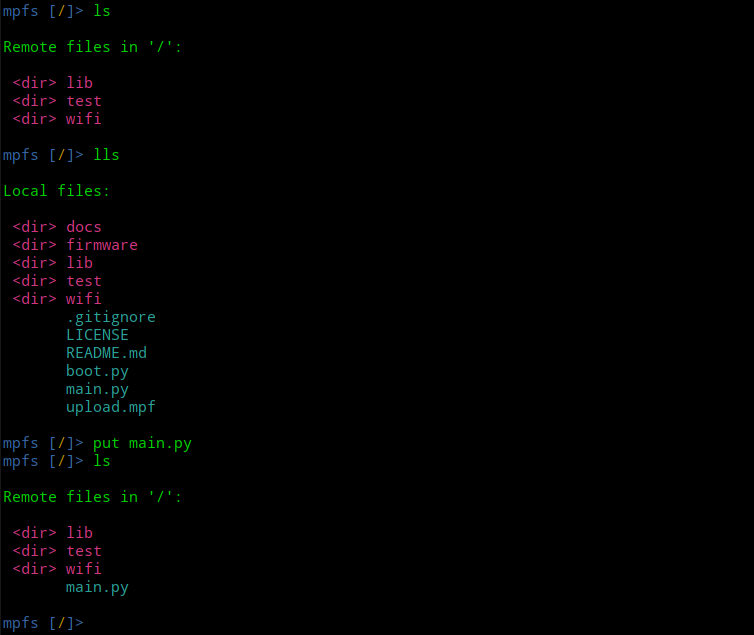 mpfs [/]> ls
Remote files in '/':
<dir> lib
<dir> test
<dir> wifi
mpfs [/]> lls
Local files:
<dir> docs
<dir> firmware
<dir> lib
<dir> test
<dir> wifi
.gitignore
LICENSE
README.md
boot.py
main.py
upload.mpf
mpfs [/]> put main.py
mpfs [/]> ls
Remote files in '/':
<dir> lib
<dir> test
<dir> wifi
main.py
mpfs [/]>